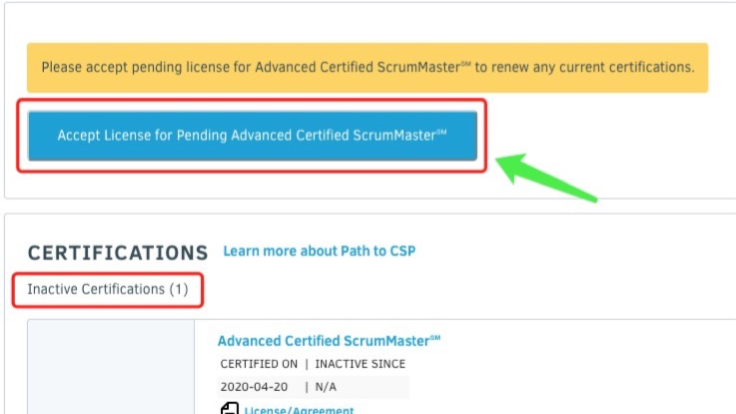 Please accept pending license for Advanced Certified ScrumMaster℠ to renew any current certifications.
Accept License for Pending Advanced Certified ScrumMaster℠
CERTIFICATIONS Learn more about Path to CSP
Inactive Certifications (1)
Advanced Certified ScrumMaster℠
CERTIFIED ON | INACTIVE SINCE
2020-04-20 | N/A
License/Agreement